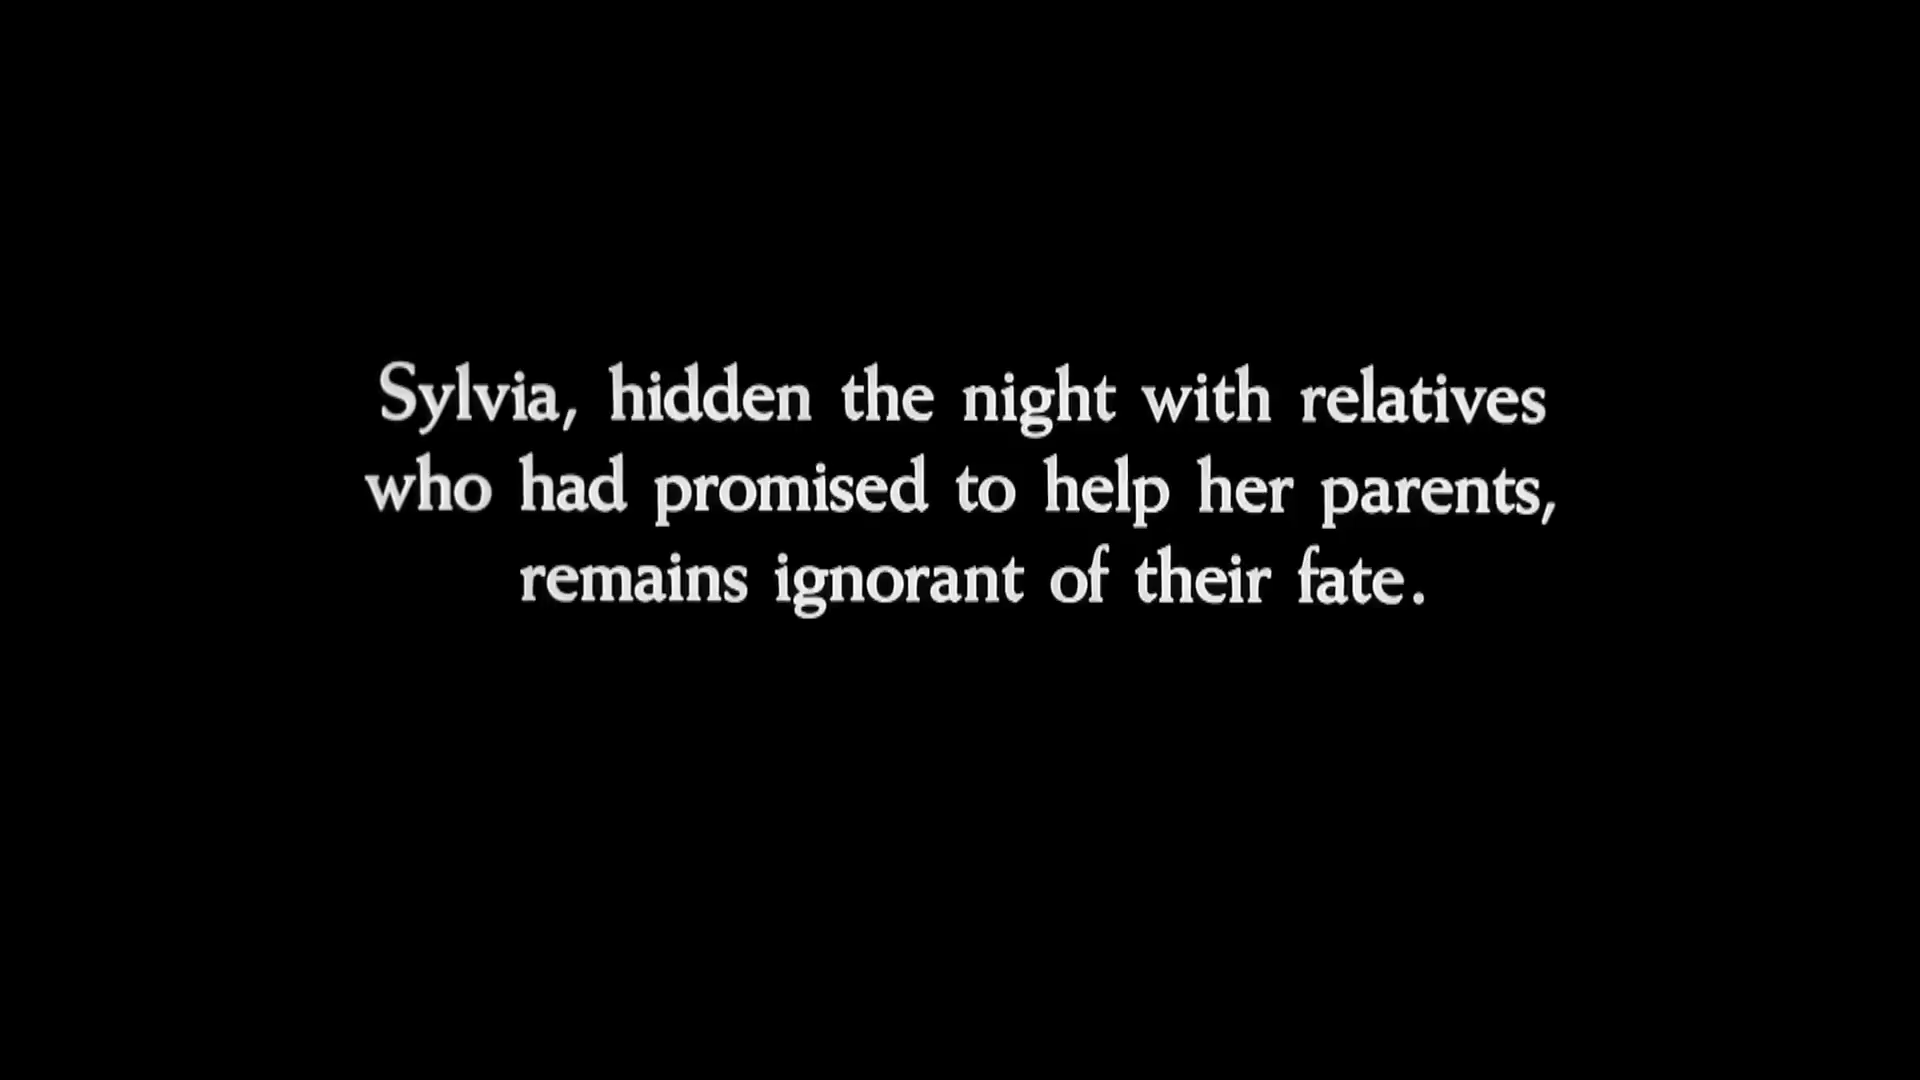 Sylvia, hidden the night with relatives
who had promised to help her parents,
remains ignorant of their fate.